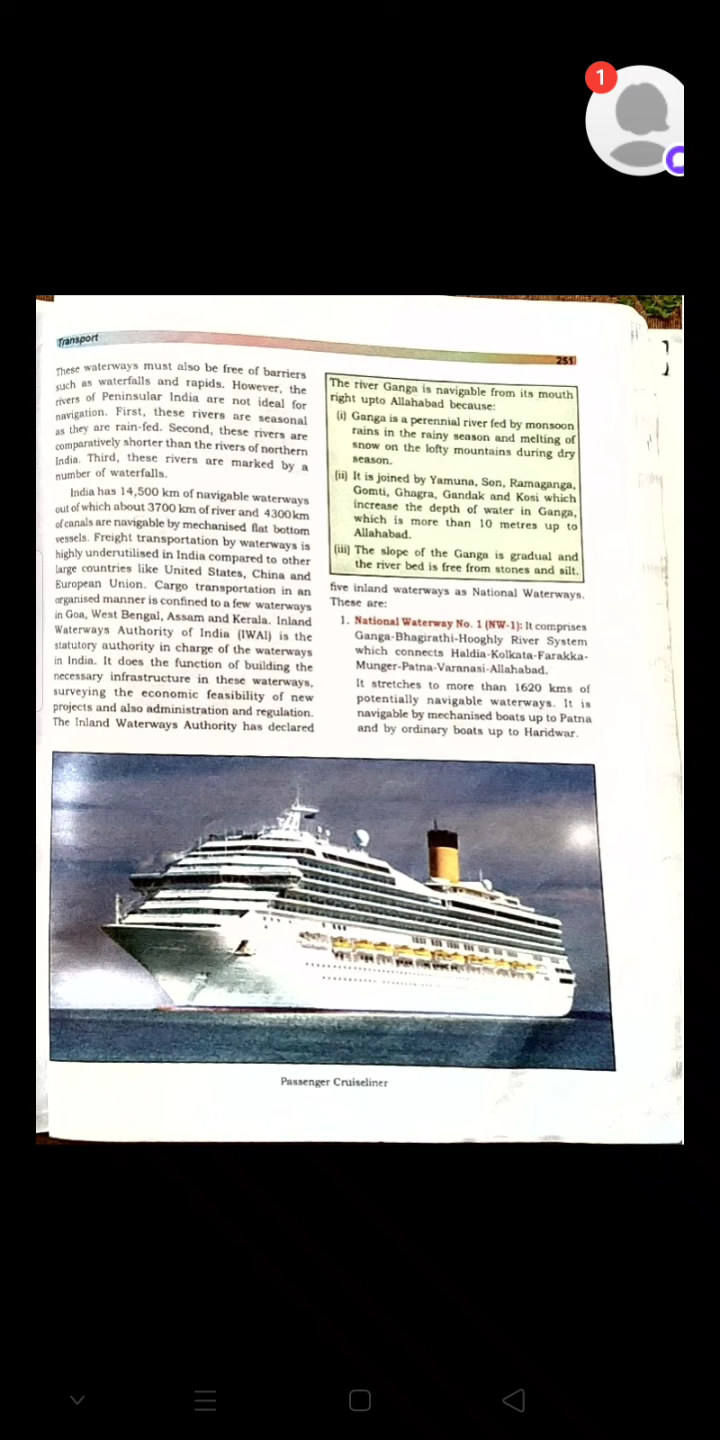 1
Transport
251
These waterways must also be free of barriers
such as waterfalls and rapids. However, the
rivers of Peninsular India are not ideal for
navigation. First, these rivers are seasonal
as they are rain-fed. Second, these rivers are
comparatively shorter than the rivers of northern
India. Third, these rivers are marked by a
number of waterfalls.
India has 14,500 km of navigable waterways
out of which about 3700 km of river and 4300 km
of canals are navigable by mechanised flat bottom
vessels. Freight transportation by waterways is
highly underutilised in India compared to other
large countries like United States, China and
European Union. Cargo transportation in an
organised manner is confined to a few waterways
in Goa, West Bengal, Assam and Kerala. Inland
Waterways Authority of India (IWAI) is the
statutory authority in charge of the waterways
in India. It does the function of building the
necessary infrastructure in these waterways,
surveying the economic feasibility of new
projects and also administration and regulation.
The Inland Waterways Authority has declared
The river Ganga is navigable from its mouth
right upto Allahabad because:
(i) Ganga is a perennial river fed by monsoon
rains in the rainy season and melting of
snow on the lofty mountains during dry
season.
(ii) It is joined by Yamuna, Son, Ramaganga,
Gomti, Ghagra, Gandak and Kosi which
increase the depth of water in Ganga,
which is more than 10 metres up to
Allahabad.
(iii) The slope of the Ganga is gradual and
the river bed is free from stones and silt.
five inland waterways as National Waterways.
These are:
1. National Waterway No. 1 (NW-1): It comprises
Ganga-Bhagirathi-Hooghly River System
which connects Haldia-Kolkata-Farakka-
Munger-Patna-Varanasi-Allahabad.
It stretches to more than 1620 kms of
potentially navigable waterways. It is
navigable by mechanised boats up to Patna
and by ordinary boats up to Haridwar.
Passenger Cruiseliner